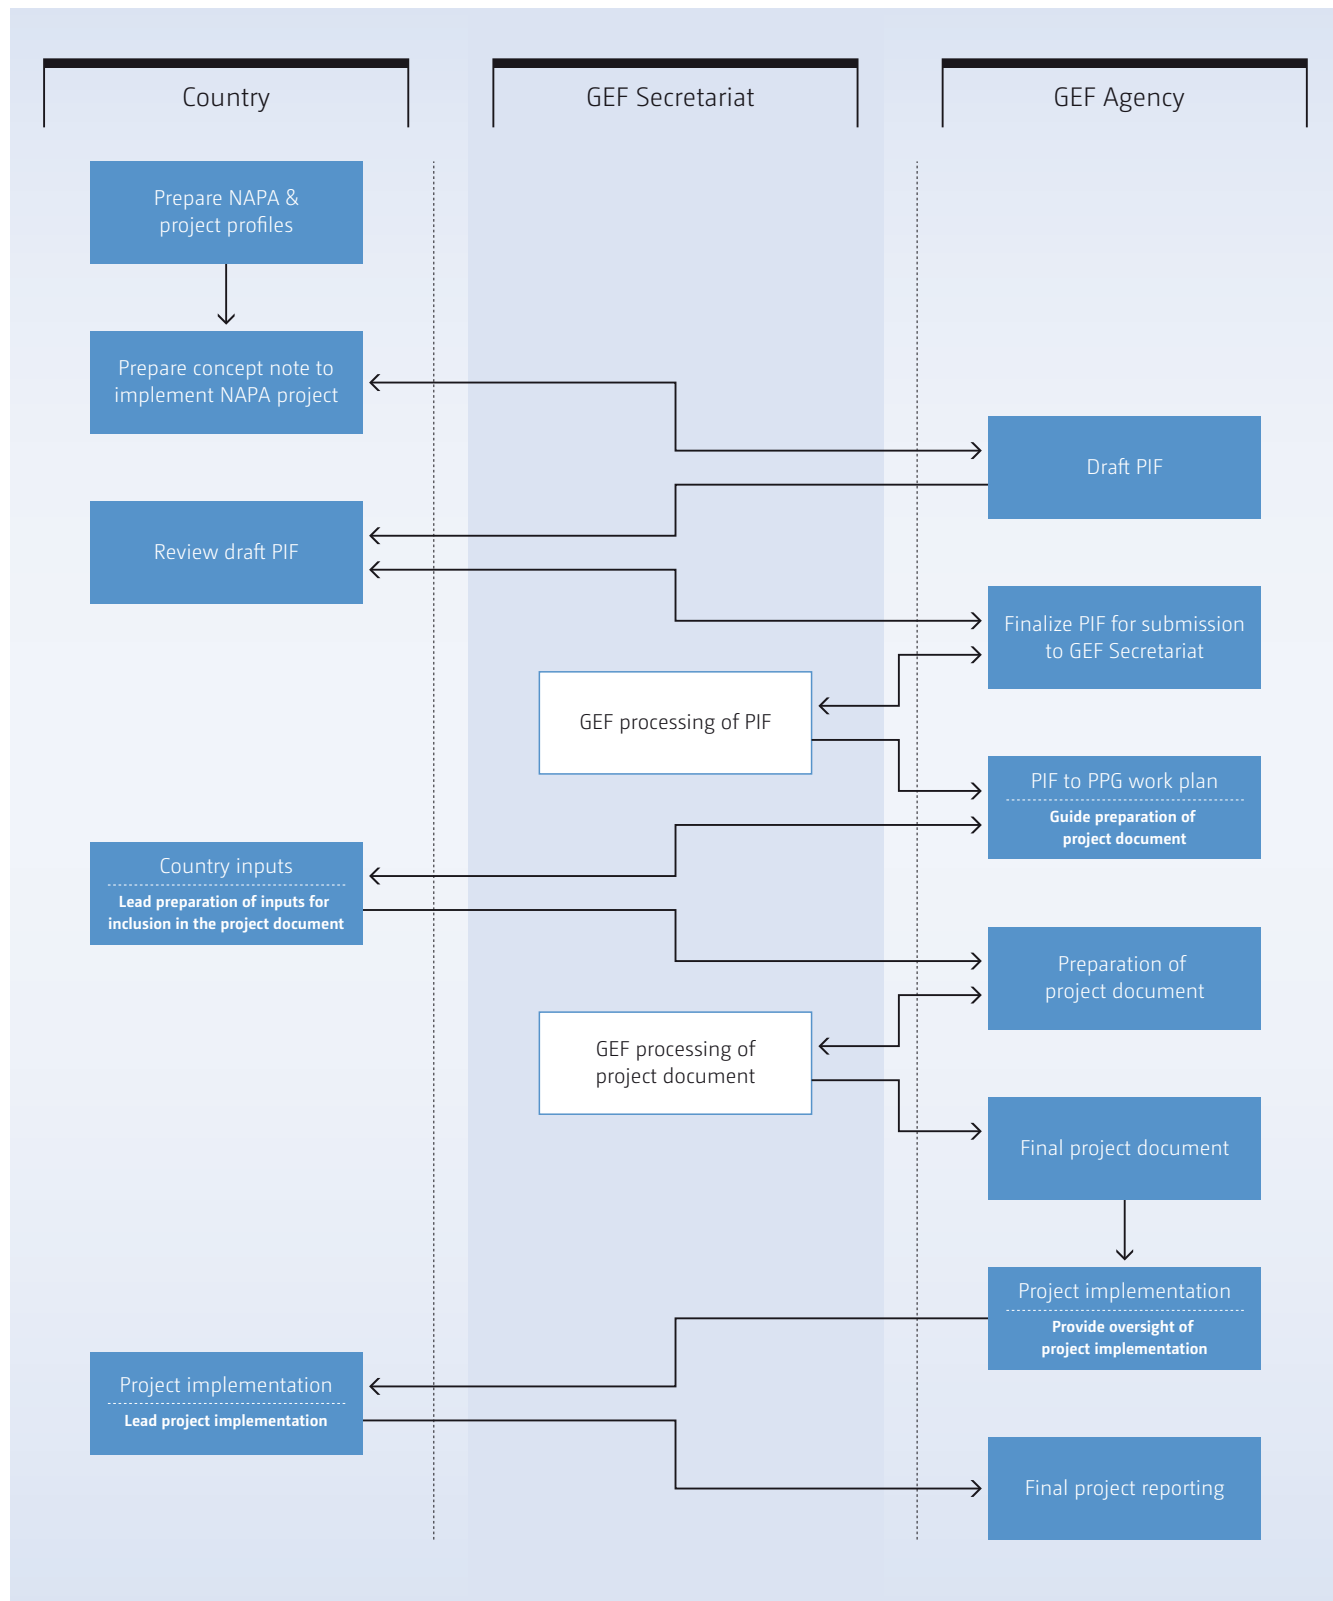 Country
GEF Secretariat
GEF Agency
Prepare NAPA &
project profiles
Prepare concept note to
implement NAPA project
Draft PIF
Review draft PIF
Finalize PIF for submission
to GEF Secretariat
GEF processing of PIF
PIF to PPG work plan
Guide preparation of
project document
Country inputs
Lead preparation of inputs for
inclusion in the project document
Preparation of
project document
GEF processing of
project document
Final project document
Project implementation
Provide oversight of
project implementation
Project implementation
Lead project implementation
Final project reporting